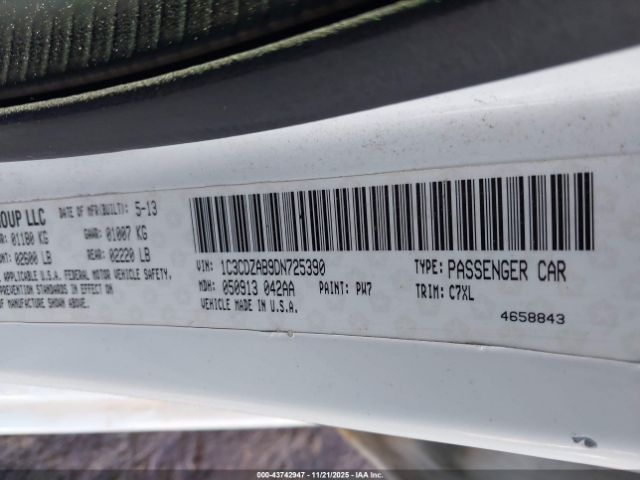 ROUP LLC DATE OF MFR(BUILT): 5-13
01180 KG GAWR: 01007 KG
02600 LB REAR: 02220 LB
APPLICABLE U.S.A. FEDERAL MOTOR VEHICLE SAFETY,
PREVENTION STANDARDS IN EFFECT ON
OF MANUFACTURE SHOWN ABOVE.
VIN: 1C3CDZAB9DN725390
TYPE: PASSENGER CAR
MDH: 050913 042AA PAINT: PW7 TRIM: C7XL
VEHICLE MADE IN U.S.A.
4658843
000-43742947 - 11/21/2025 - IAA Inc.